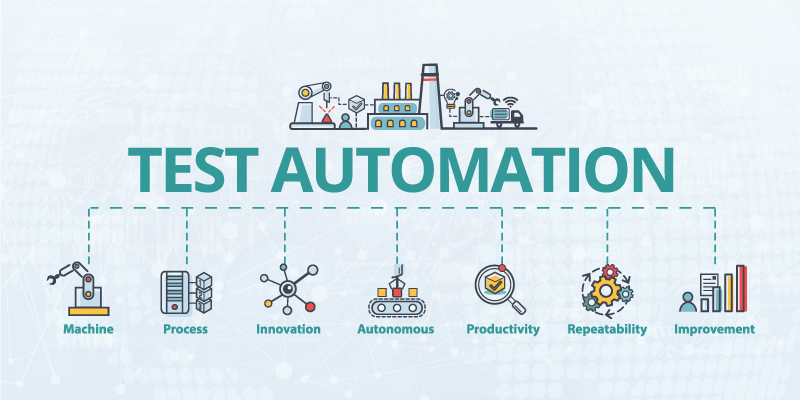 TEST AUTOMATION
Machine
Process
Innovation
Autonomous
Productivity
Repeatability
Improvement